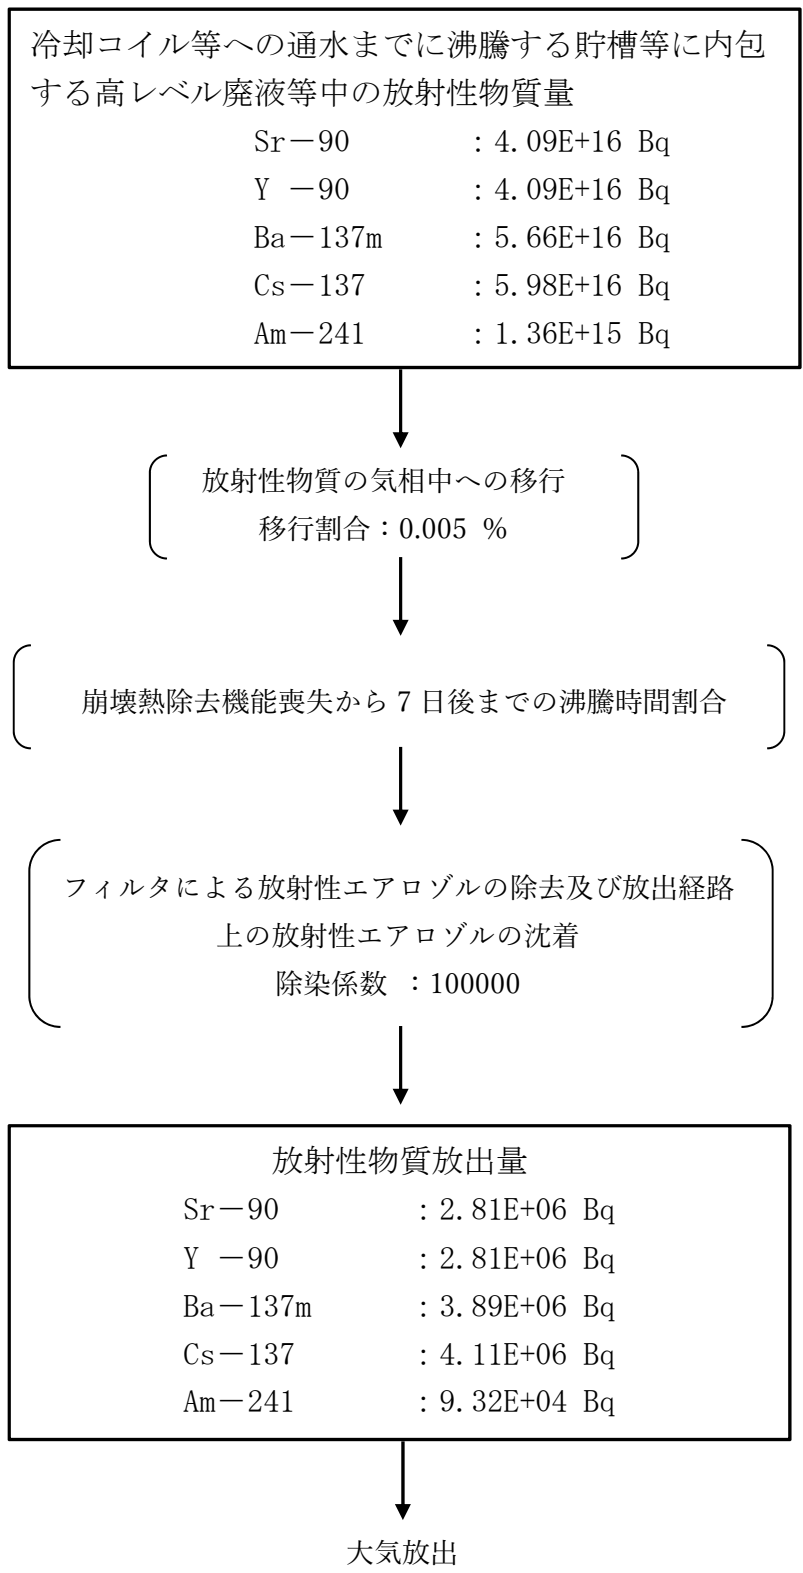 冷却コイル等への通水までに沸騰する貯槽等に内包
する高レベル廃液等中の放射性物質量
Sr－90 ：4.09E+16 Bq
Y －90 ：4.09E+16 Bq
Ba－137m ：5.66E+16 Bq
Cs－137 ：5.98E+16 Bq
Am－241 ：1.36E+15 Bq
放射性物質の気相中への移行
移行割合：0.005 %
崩壊熱除去機能喪失から 7 日後までの沸騰時間割合
フィルタによる放射性エアロゾルの除去及び放出経路
上の放射性エアロゾルの沈着
除染係数 ：100000
放射性物質放出量
Sr－90 ：2.81E+06 Bq
Y －90 ：2.81E+06 Bq
Ba－137m ：3.89E+06 Bq
Cs－137 ：4.11E+06 Bq
Am－241 ：9.32E+04 Bq
大気放出